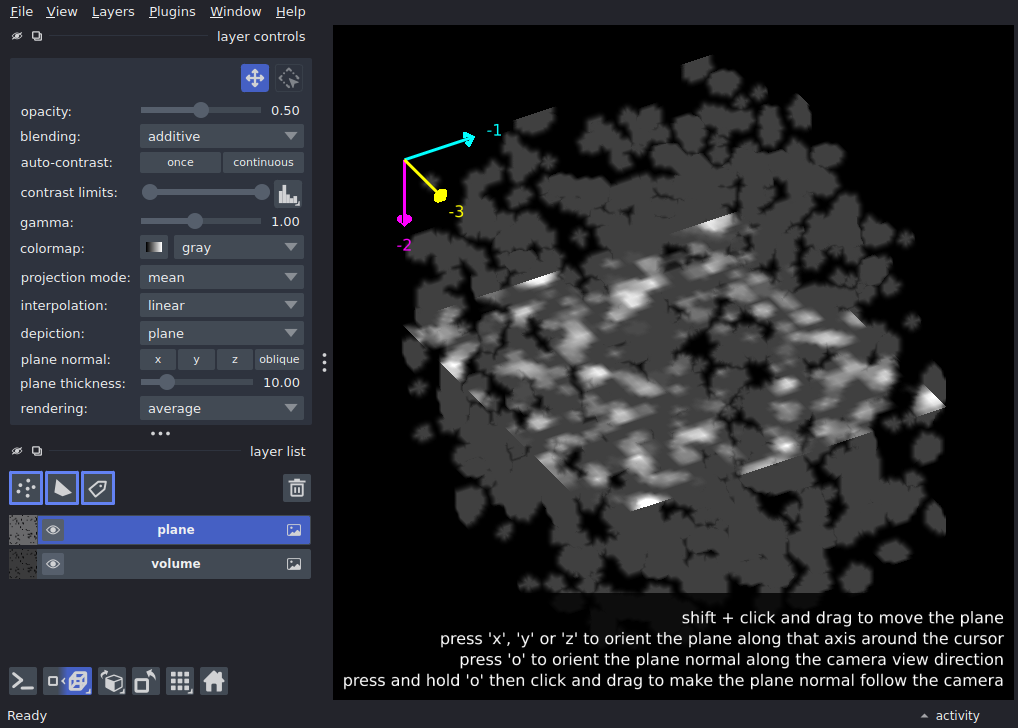 File View Layers Plugins Window Help
layer controls
opacity: 0.50
blending: additive
auto-contrast: once continuous
contrast limits:
gamma: 1.00
colormap: gray
projection mode: mean
interpolation: linear
depiction: plane
plane normal: x y z oblique
plane thickness: 10.00
rendering: average
layer list
plane
volume
Ready
-1
-3
-2
shift + click and drag to move the plane
press 'x', 'y' or 'z' to orient the plane along that axis around the cursor
press 'o' to orient the plane normal along the camera view direction
press and hold 'o' then click and drag to make the plane normal follow the camera
activity